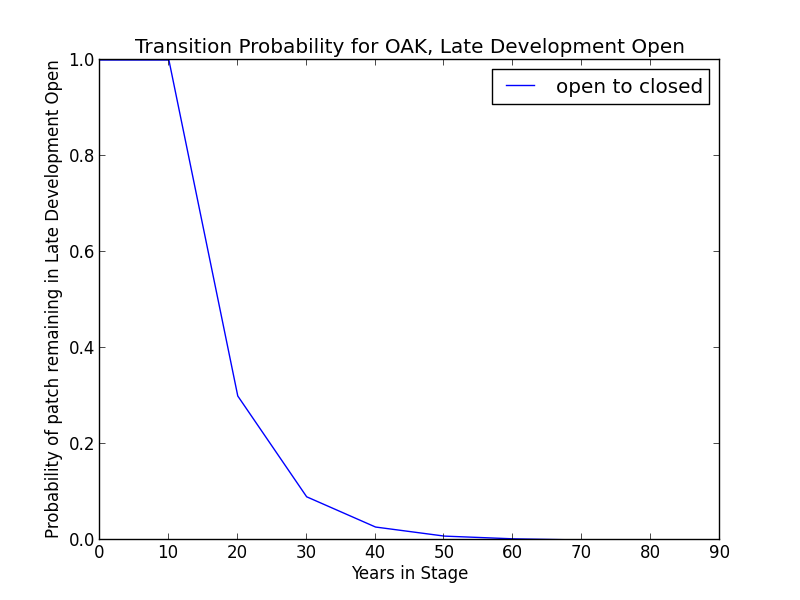 Transition Probability for OAK, Late Development Open
open to closed
Probability of patch remaining in Late Development Open
1.0
0.8
0.6
0.4
0.2
0.0
0 10 20 30 40 50 60 70 80 90
Years in Stage